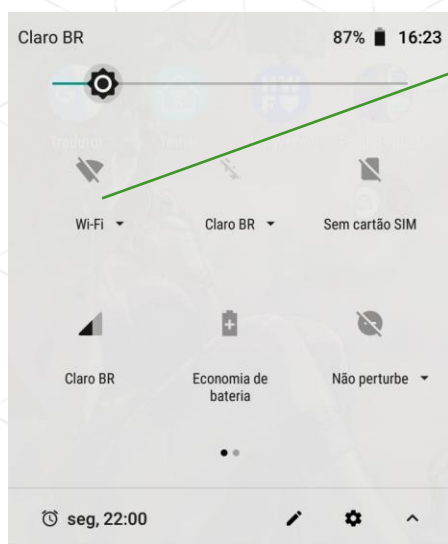 Claro BR 87% 16:23
Wi-Fi Claro BR Sem cartão SIM
Claro BR Economia de bateria Não perturbe
seg, 22:00